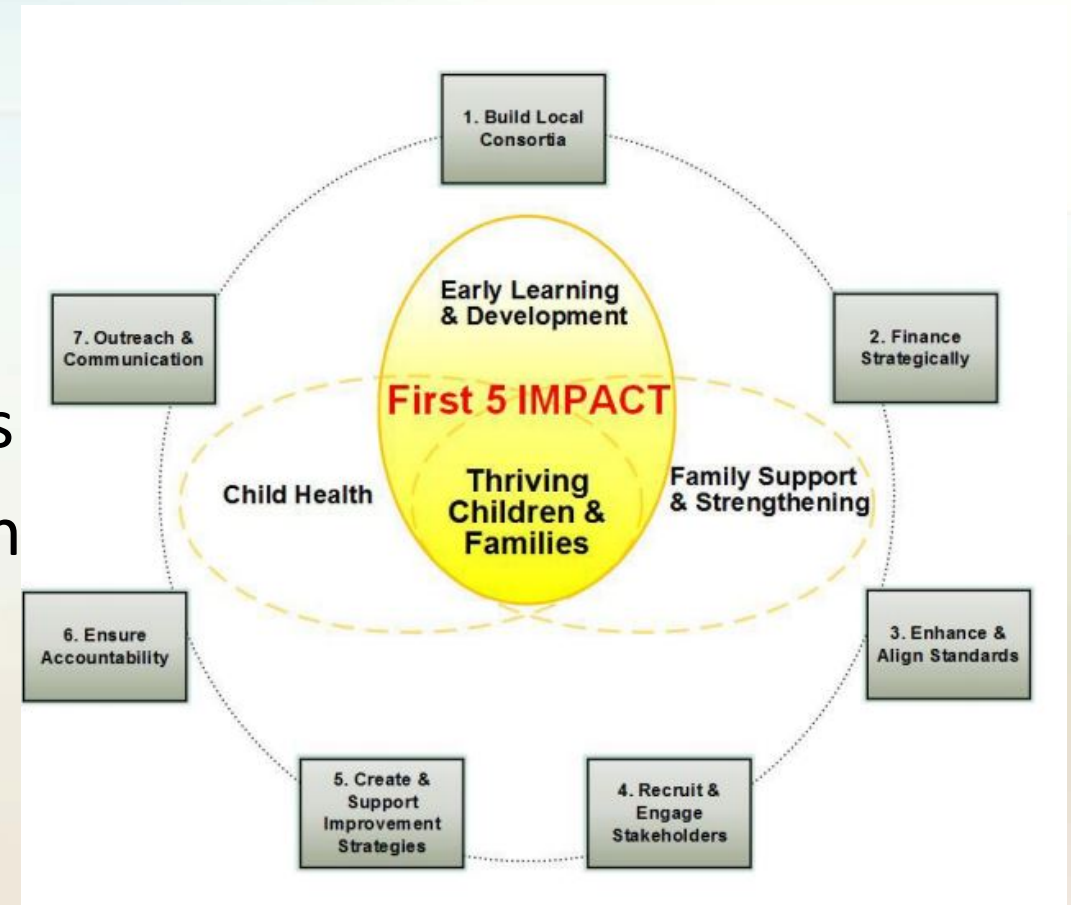 1. Build Local
Consortia
Early Learning
& Development
7. Outreach &
Communication
2. Finance
Strategically
First 5 IMPACT
s
Child Health
Thriving
Children &
Families
Family Support
& Strengthening
n
6. Ensure
Accountability
3. Enhance &
Align Standards
5. Create &
Support
Improvement
Strategies
4. Recruit &
Engage
Stakeholders